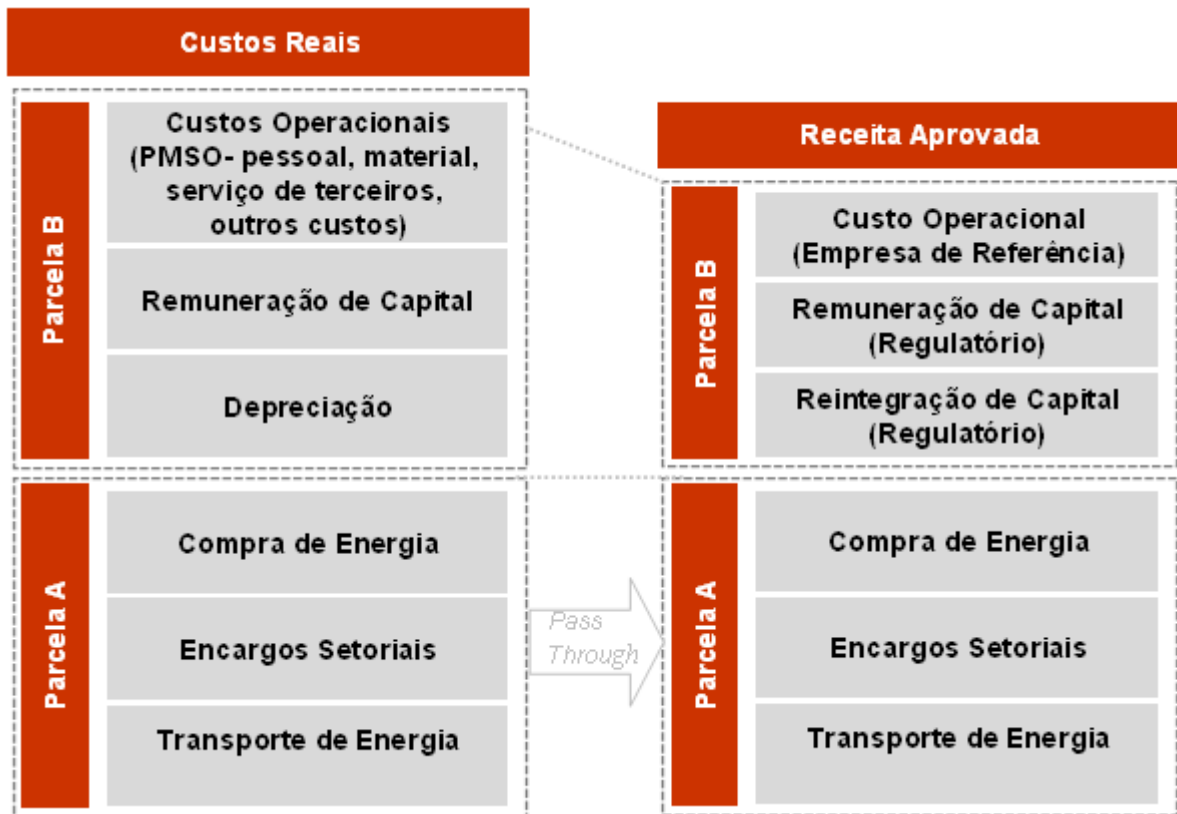 Custos Reais
Parcela B
Custos Operacionais
(PMSO- pessoal, material,
serviço de terceiros,
outros custos)
Remuneração de Capital
Depreciação
Parcela A
Compra de Energia
Encargos Setoriais
Transporte de Energia
Pass
Through
Receita Aprovada
Parcela B
Custo Operacional
(Empresa de Referência)
Remuneração de Capital
(Regulatório)
Reintegração de Capital
(Regulatório)
Parcela A
Compra de Energia
Encargos Setoriais
Transporte de Energia